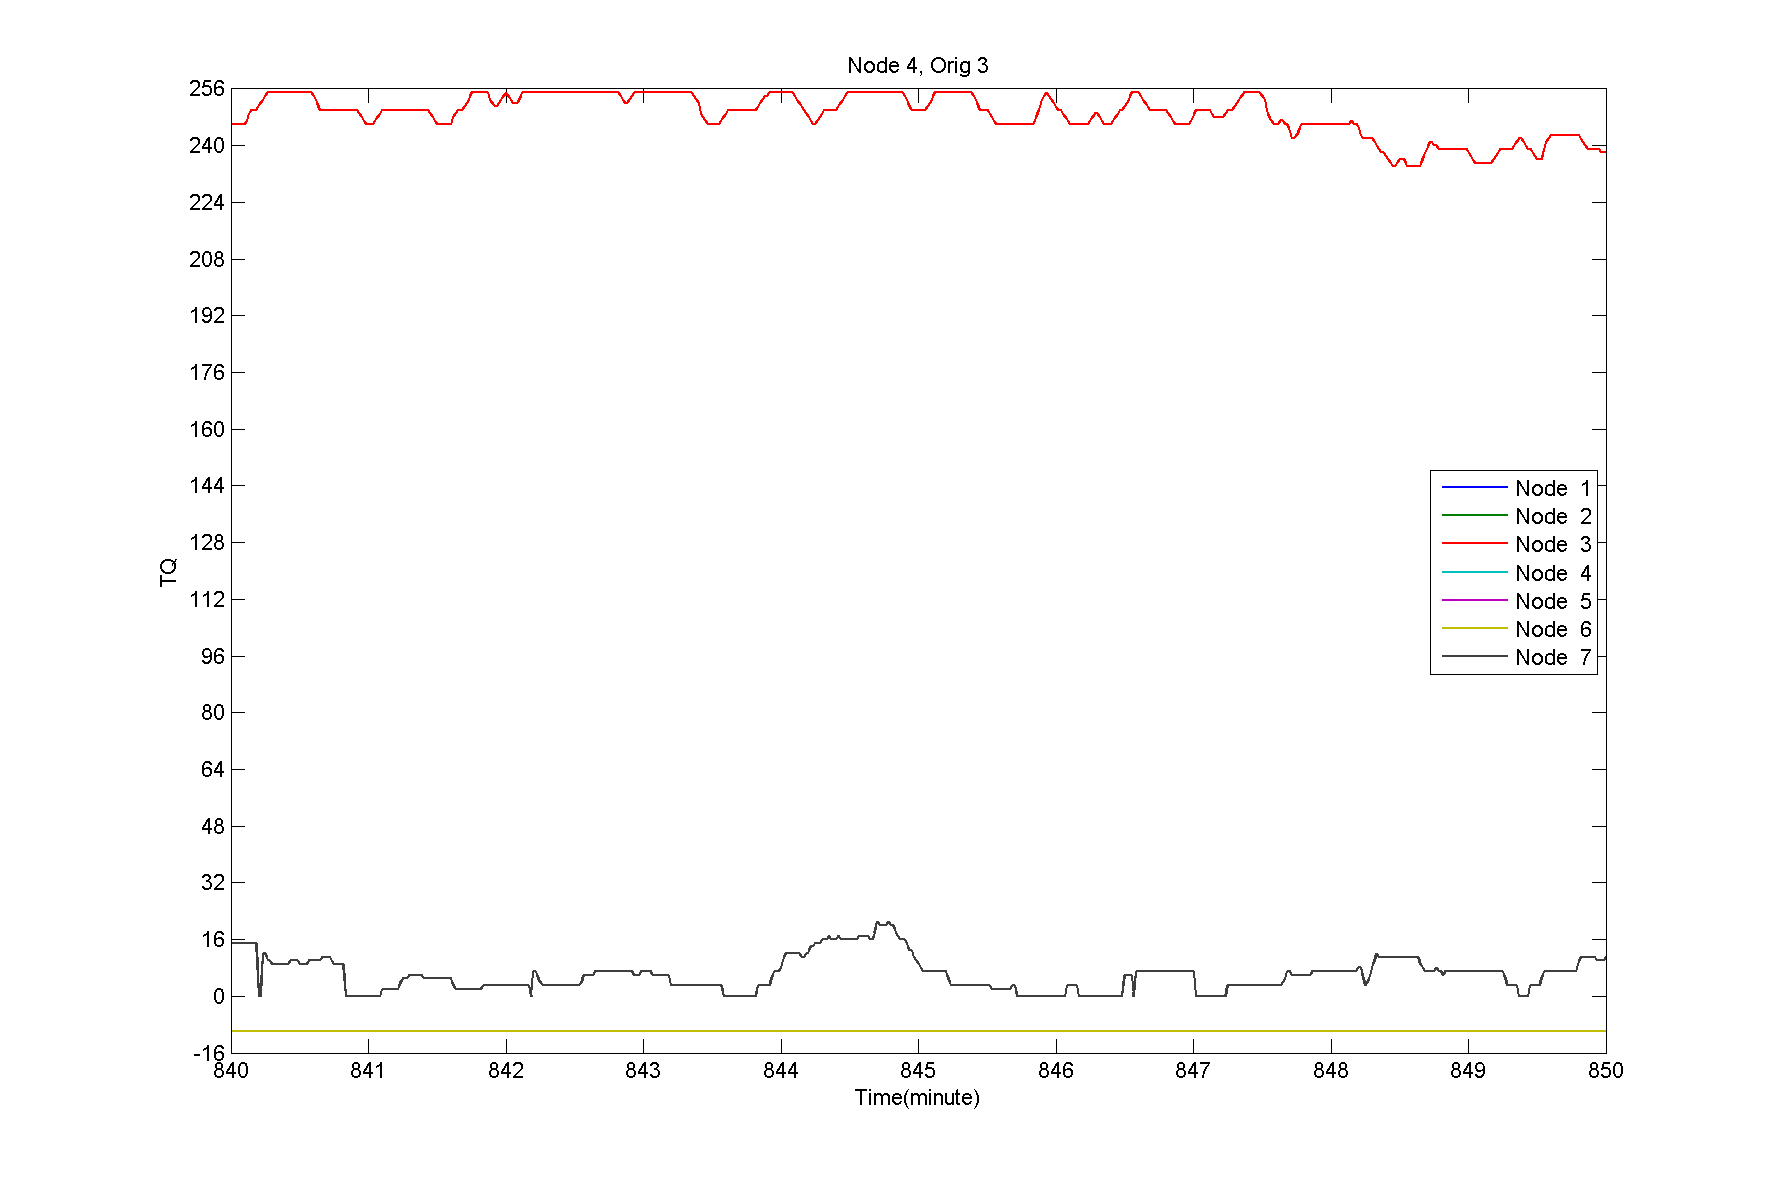 Node 4, Orig 3
256
240
224
208
192
176
160
144
128
112
96
80
64
48
32
16
0
-16
TQ
Node 1
Node 2
Node 3
Node 4
Node 5
Node 6
Node 7
840 841 842 843 844 845 846 847 848 849 850
Time(minute)